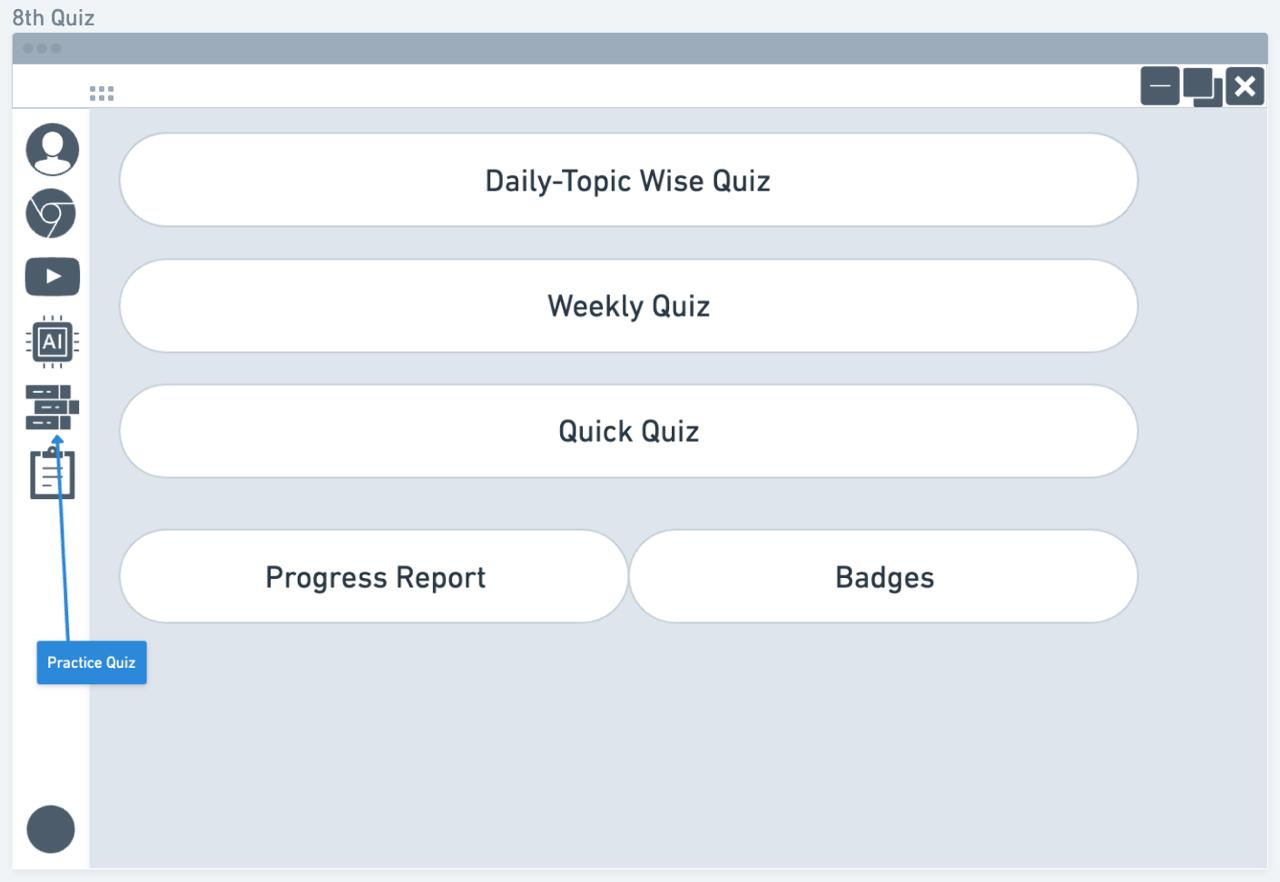 8th Quiz
Daily-Topic Wise Quiz
Weekly Quiz
AI
Quick Quiz
Progress Report
Badges
Practice Quiz